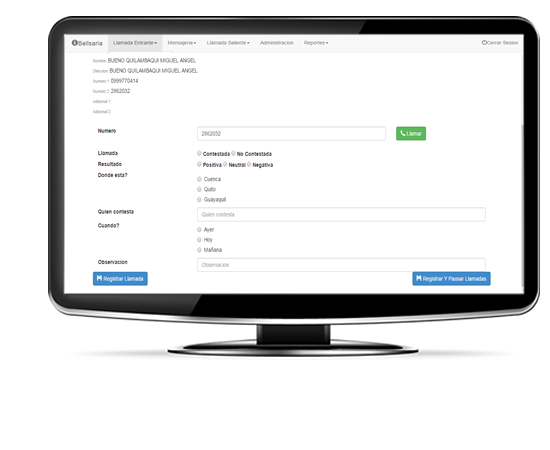 Belisaria Llamada Entrante Mensajeria Llamada Saliente Administracion Reportes Cerrar Sesion
Nombre: BUENO QUILAMBAQUI MIGUEL ANGEL
Direccion: BUENO QUILAMBAQUI MIGUEL ANGEL
Numero 1: 0999770414
Numero 2: 2862032
Adicional 1:
Adicional 2:
Numero 2862032 Llamar
Llamada Contestada No Contestada
Resultado Positiva Neutral Negativa
Donde esta? Cuenca
Quito
Guayaquil
Quien contesta Quien contesta
Cuando? Ayer
Hoy
Mañana
Observacion Observacion
Registrar Llamada Registrar Y Pausar Llamadas